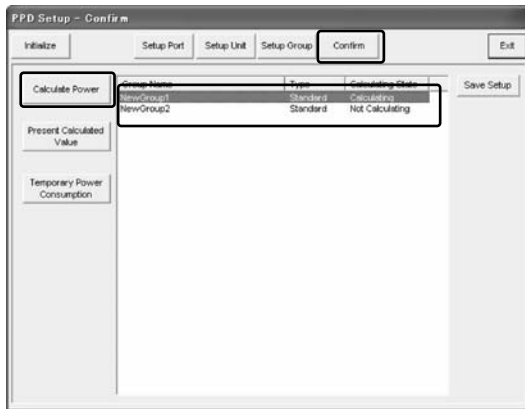 PPD Setup - Confirm
Initialize Setup Port Setup Unit Setup Group Confirm Exit
Calculate Power
Present Calculated
Value
Temporary Power
Consumption
Group Name Type Calculating State
NewGroup1 Standard Calculating
NewGroup2 Standard Not Calculating
Save Setup